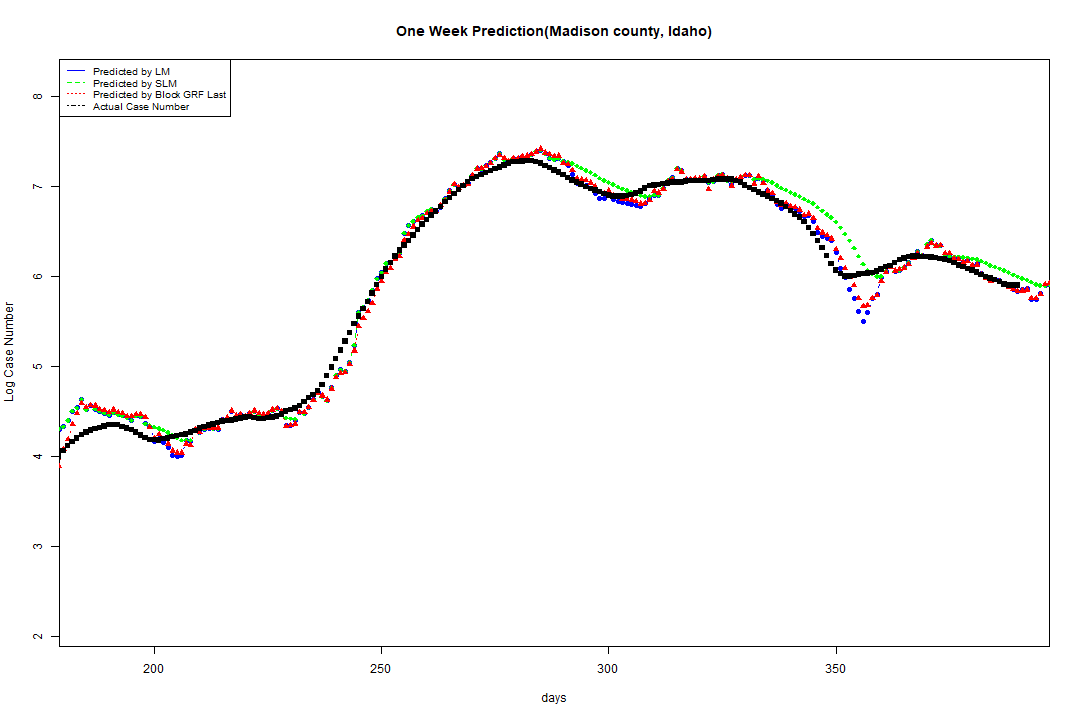 One Week Prediction(Madison county, Idaho)
Predicted by LM
Predicted by SLM
Predicted by Block GRF Last
Actual Case Number
8
7
6
5
4
3
2
Log Case Number
200 250 300 350
days